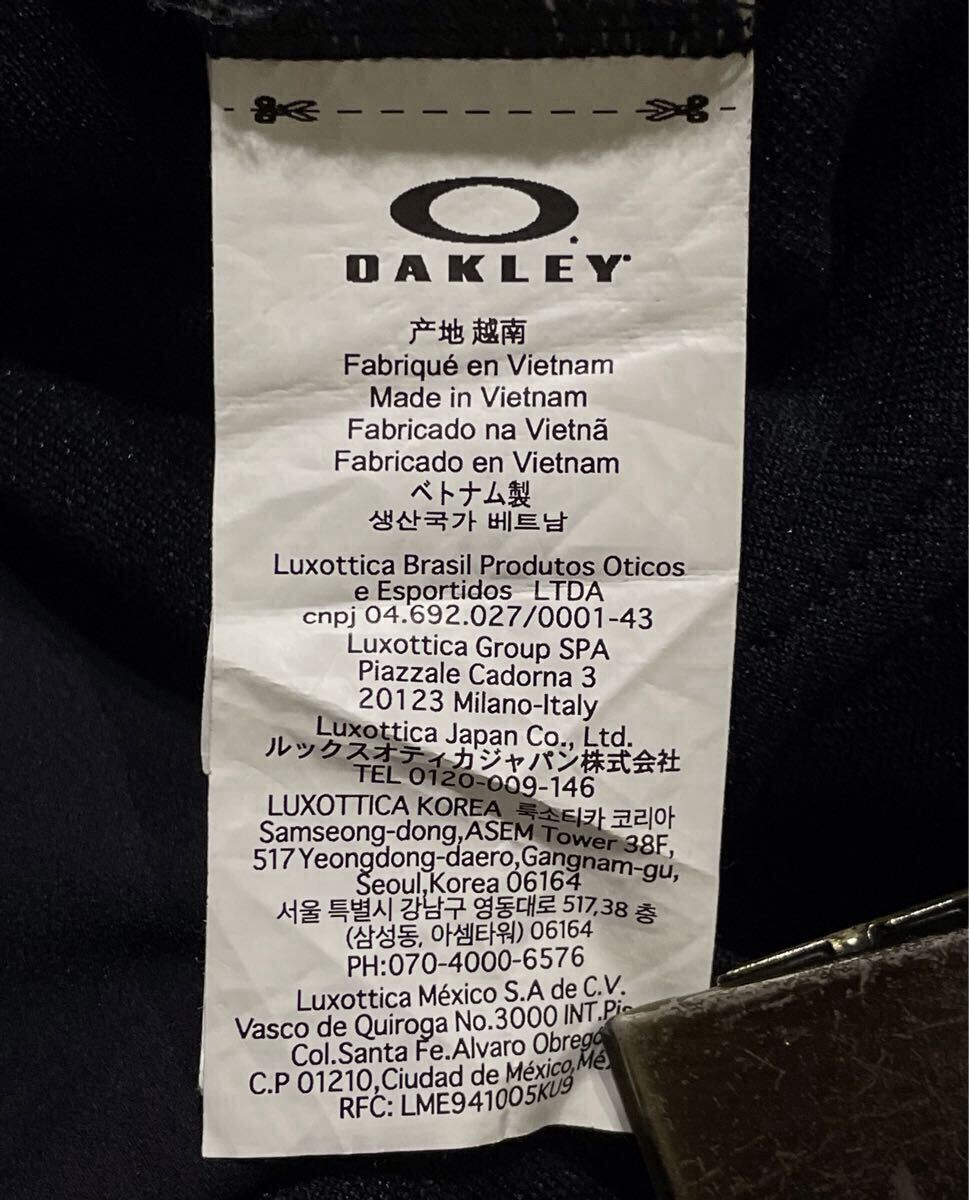 OAKLEY
产地 越南
Fabriqué en Vietnam
Made in Vietnam
Fabricado na Vietnã
Fabricado en Vietnam
ベトナム製
생산국가 베트남
Luxottica Brasil Produtos Oticos
e Esportidos LTDA
cnpj 04.692.027/0001-43
Luxottica Group SPA
Piazzale Cadorna 3
20123 Milano-Italy
Luxottica Japan Co., Ltd.
ルックスオティカジャパン株式会社
TEL 0120-009-146
LUXOTTICA KOREA 룩소티카 코리아
Samseong-dong,ASEM Tower 38F,
517 Yeongdong-daero,Gangnam-gu,
Seoul,Korea 06164
서울 특별시 강남구 영동대로 517,38 층
(삼성동, 아셈타워) 06164
PH:070-4000-6576
Luxottica México S.A de C.V.
Vasco de Quiroga No.3000 INT.
Col.Santa Fe.Alvaro
C.P 01210,Ciudad de México,
RFC: LME941005KU9